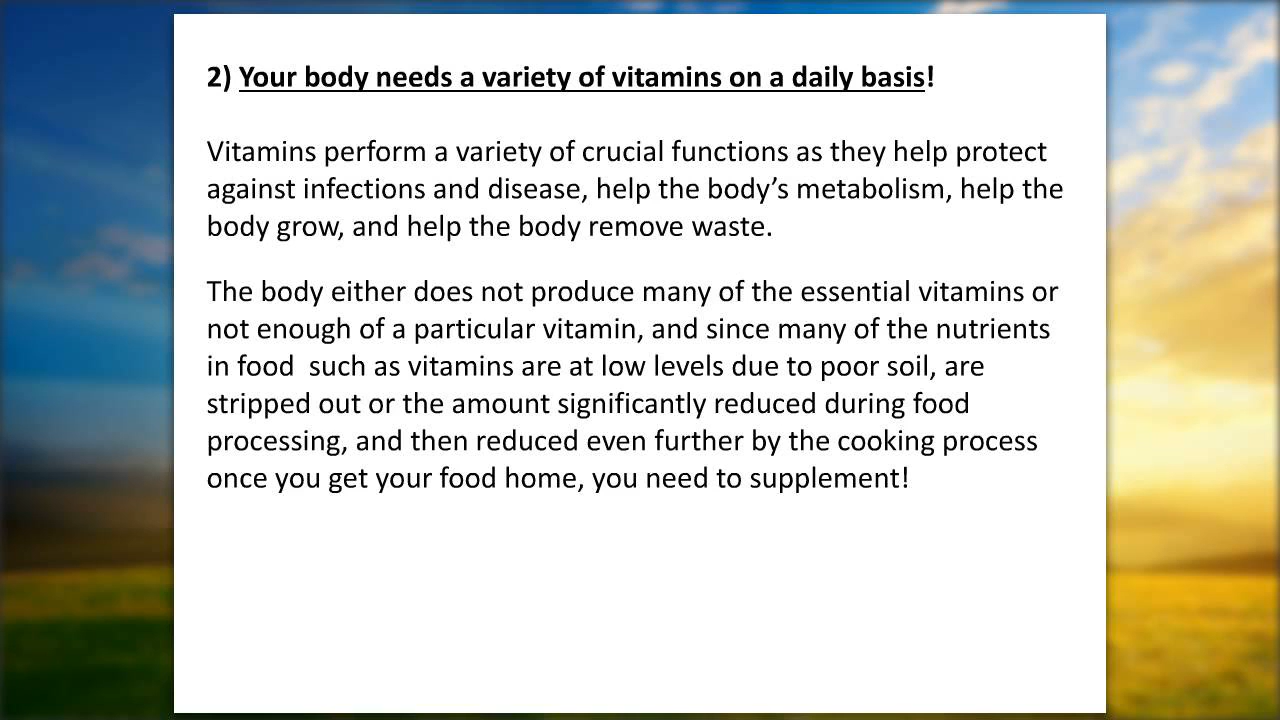 2) Your body needs a variety of vitamins on a daily basis!
Vitamins perform a variety of crucial functions as they help protect
against infections and disease, help the body’s metabolism, help the
body grow, and help the body remove waste.
The body either does not produce many of the essential vitamins or
not enough of a particular vitamin, and since many of the nutrients
in food  such as vitamins are at low levels due to poor soil, are
stripped out or the amount significantly reduced during food
processing, and then reduced even further by the cooking process
once you get your food home, you need to supplement!